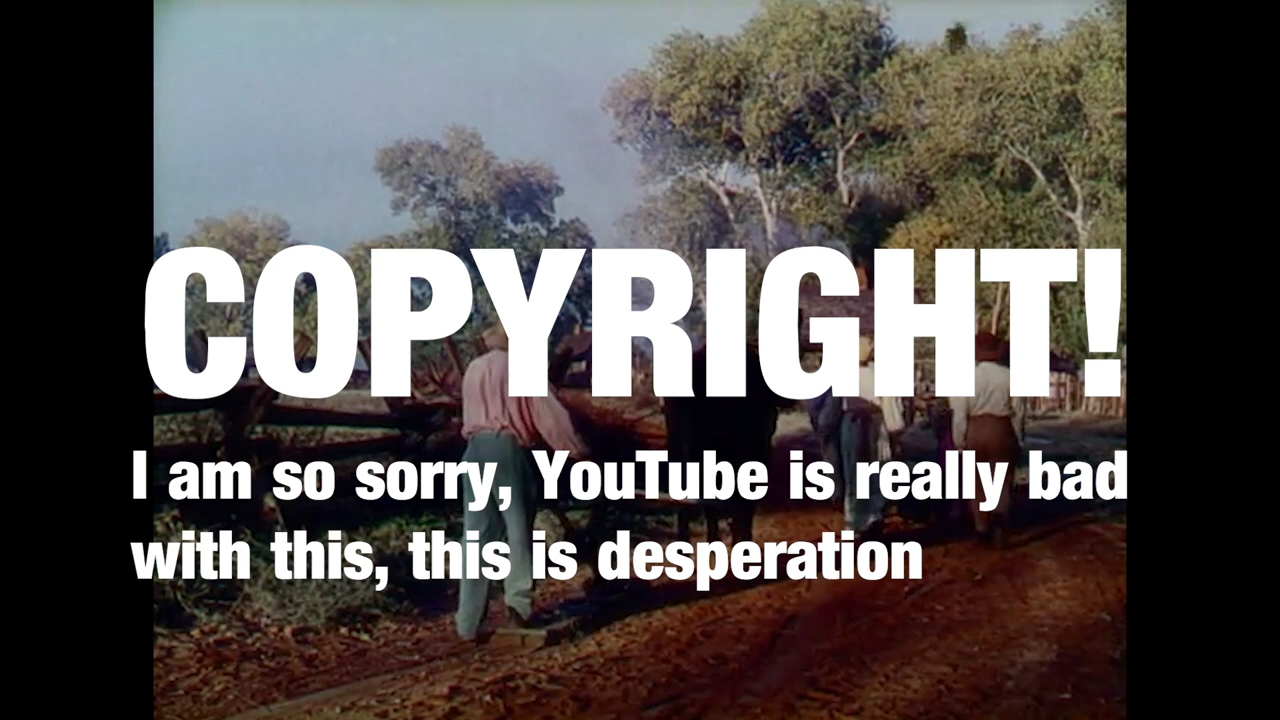 COPYRIGHT!
I am so sorry, YouTube is really bad
with this, this is desperation